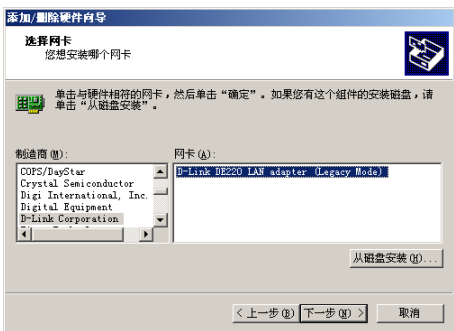 添加/删除硬件向导
选择网卡
您想安装哪个网卡
单击与硬件相符的网卡，然后单击“确定”。如果您有这个组件的安装磁盘，请
单击“从磁盘安装”。
制造商(M):
COPS/DayStar
Crystal Semiconductor
Digi International, Inc.
Digital Equipment
D-Link Corporation
网卡(A):
D-Link DE220 LAN adapter (Legacy Mode)
从磁盘安装(H)...
< 上一步(B)
下一步(N) >
取消